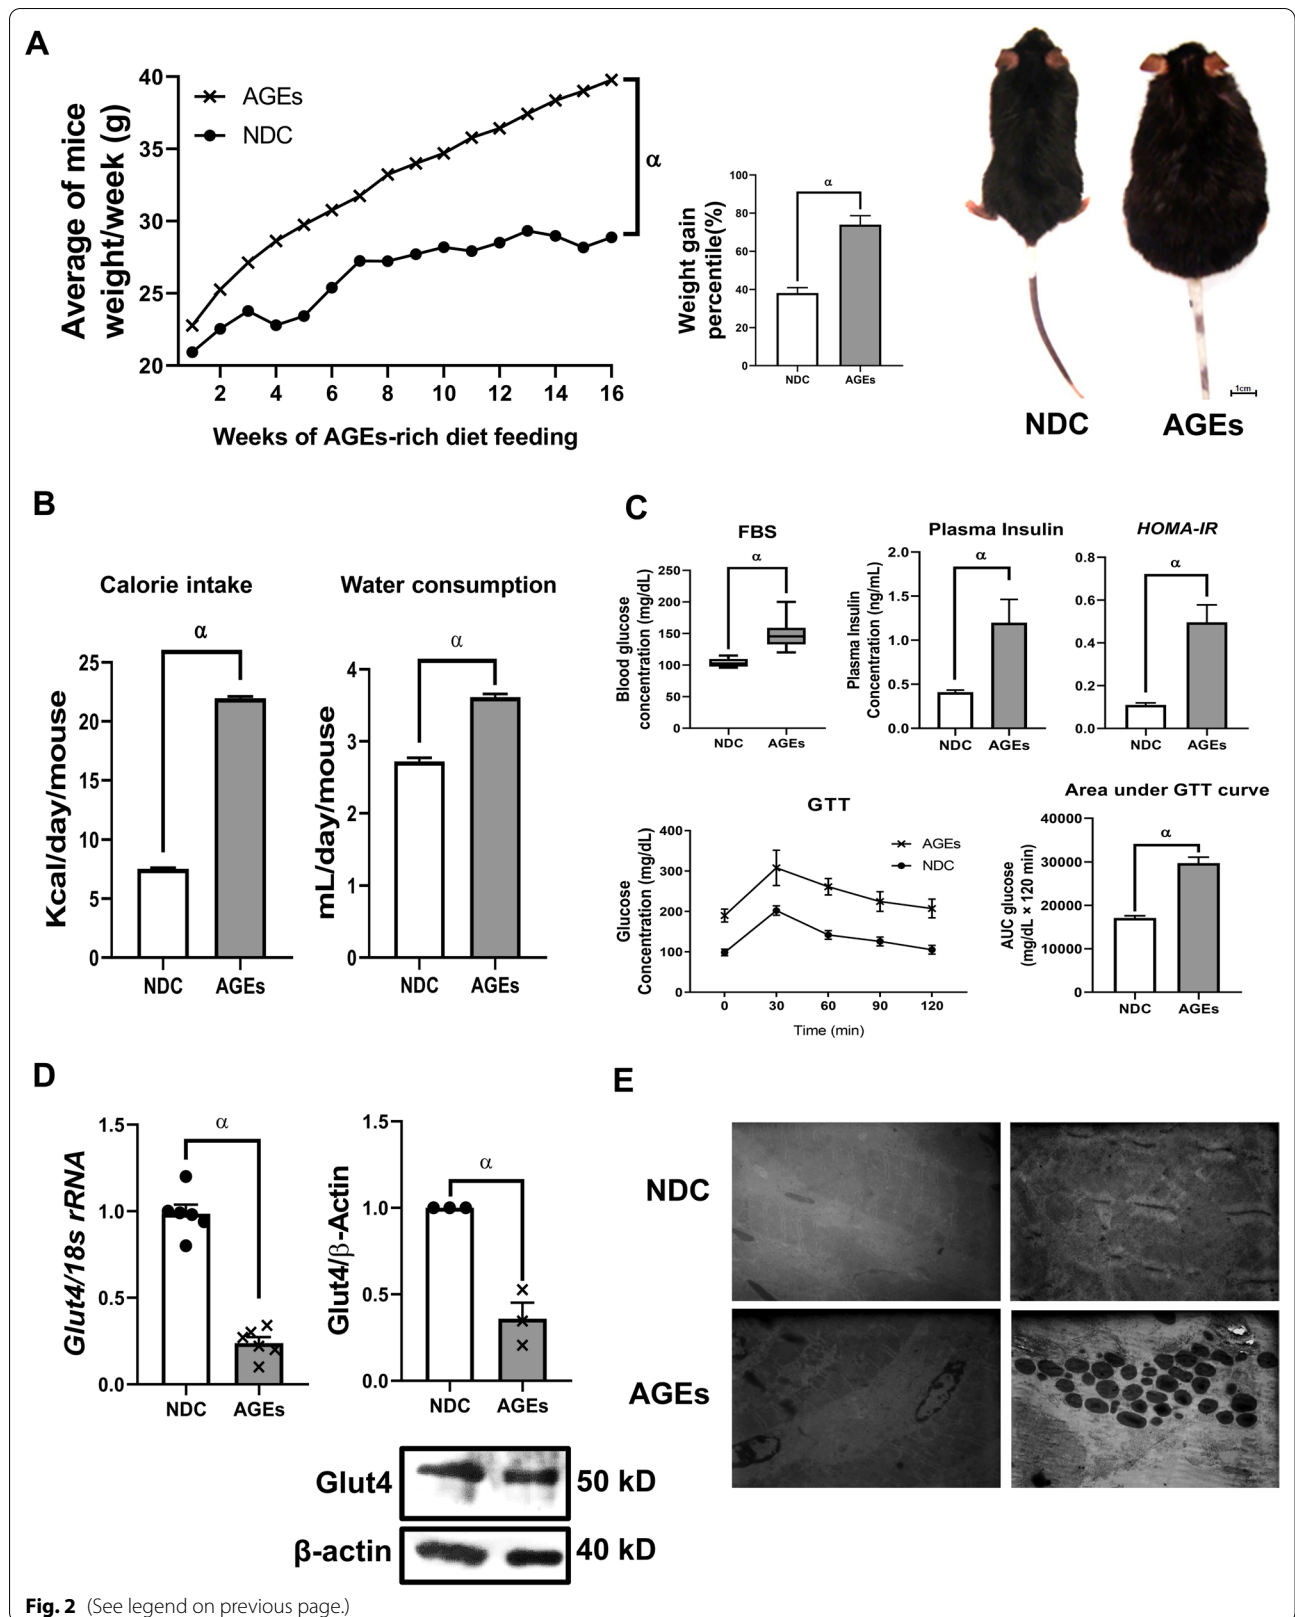 A
40
35
30
25
20
Average of mice
weight/week (g)
AGEs
NDC
α
2 4 6 8 10 12 14 16
Weeks of AGEs-rich diet feeding
Weight gain
percentile(%)
100
80
60
40
20
0
α
NDC AGEs
1cm
NDC AGEs
B
Calorie intake
Kcal/day/mouse
25
20
15
10
5
0
α
NDC AGEs
Water consumption
mL/day/mouse
4
3
2
1
0
α
NDC AGEs
C
FBS
Blood glucose
concentration (mg/dL)
250
200
150
100
50
0
α
NDC AGEs
Plasma Insulin
Plasma Insulin
Concentration (ng/mL)
2.0
1.5
1.0
0.5
0.0
α
NDC AGEs
HOMA-IR
0.8
0.6
0.4
0.2
0.0
α
NDC AGEs
GTT
Glucose
Concentration (mg/dL)
400
300
200
100
0
AGEs
NDC
0 30 60 90 120
Time (min)
Area under GTT curve
AUC glucose
(mg/dL × 120 min)
40000
30000
20000
10000
0
α
NDC AGEs
D
Glut4/18s rRNA
1.5
1.0
0.5
0.0
α
NDC AGEs
Glut4/β-Actin
1.5
1.0
0.5
0.0
α
NDC AGEs
Glut4 50 kD
β-actin 40 kD
E
NDC
AGEs
Fig. 2 (See legend on previous page.)